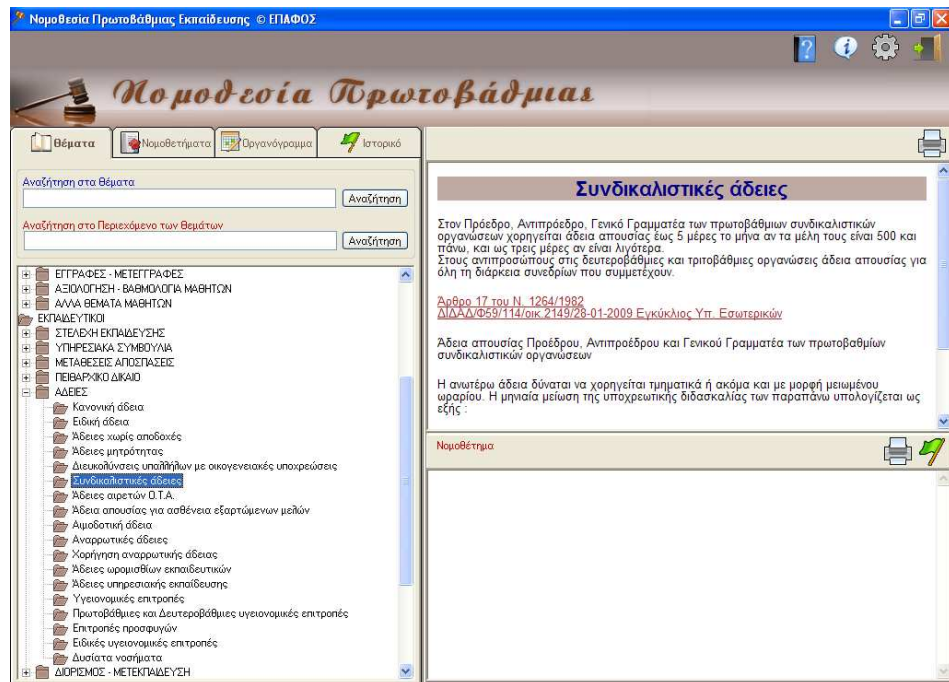 Νομοθεσία Πρωτοβάθμιας Εκπαίδευσης © ΕΠΑΦΟΣ
Νομοθεσία Πρωτοβάθμιας
Θέματα
Νομοθετήματα
Οργανόγραμμα
Ιστορικό
Αναζήτηση στα Θέματα
Αναζήτηση
Αναζήτηση στο Περιεχόμενο των Θεμάτων
Αναζήτηση
ΕΓΓΡΑΦΕΣ - ΜΕΤΕΓΓΡΑΦΕΣ
ΑΞΙΟΛΟΓΗΣΗ - ΒΑΘΜΟΛΟΓΙΑ ΜΑΘΗΤΩΝ
ΑΛΛΑ ΘΕΜΑΤΑ ΜΑΘΗΤΩΝ
ΕΚΠΑΙΔΕΥΤΙΚΟΙ
ΣΤΕΛΕΧΗ ΕΚΠΑΙΔΕΥΣΗΣ
ΥΠΗΡΕΣΙΑΚΑ ΣΥΜΒΟΥΛΙΑ
ΜΕΤΑΘΕΣΕΙΣ ΑΠΟΣΠΑΣΕΙΣ
ΠΕΙΘΑΡΧΙΚΟ ΔΙΚΑΙΟ
ΑΔΕΙΕΣ
Κανονική άδεια
Ειδική άδεια
Άδειες χωρίς αποδοχές
Άδειες μητρότητας
Διευκολύνσεις υπαλλήλων με οικογενειακές υποχρεώσεις
Συνδικαλιστικές άδειες
Άδειες αιρετών Ο.Τ.Α.
Άδεια απουσίας για ασθένεια εξαρτώμενων μελών
Αιμοδοτική άδεια
Αναρρωτικές άδειες
Χορήγηση αναρρωτικής άδειας
Άδειες ωρομισθίων εκπαιδευτικών
Άδειες υπηρεσιακής εκπαίδευσης
Υγειονομικές επιτροπές
Πρωτοβάθμιες και Δευτεροβάθμιες υγειονομικές επιτροπές
Επιτροπές προσφυγών
Ειδικές υγειονομικές επιτροπές
Δυσίατα νοσήματα
ΔΙΟΡΙΣΜΟΣ - ΜΕΤΕΚΠΑΙΔΕΥΣΗ
Συνδικαλιστικές άδειες
Στον Πρόεδρο, Αντιπρόεδρο, Γενικό Γραμματέα των πρωτοβάθμιων συνδικαλιστικών
οργανώσεων χορηγείται άδεια απουσίας έως 5 μέρες το μήνα αν τα μέλη τους είναι 500 και
πάνω, και ως τρεις μέρες αν είναι λιγότερα.
Στους αντιπροσώπους στις δευτεροβάθμιες και τριτοβάθμιες οργανώσεις άδεια απουσίας για
όλη τη διάρκεια συνεδρίων που συμμετέχουν.
Άρθρο 17 του Ν. 1264/1982
ΔΙΔΑΔ/Φ59/114/οικ.2149/28-01-2009 Εγκύκλιος Υπ. Εσωτερικών
Άδεια απουσίας Προέδρου, Αντιπροέδρου και Γενικού Γραμματέα των πρωτοβαθμίων
συνδικαλιστικών οργανώσεων
Η ανωτέρω άδεια δύναται να χορηγείται τμηματικά ή ακόμα και με μορφή μειωμένου
ωραρίου. Η μηνιαία μείωση της υποχρεωτικής διδασκαλίας των παραπάνω υπολογίζεται ως
εξής :
Νομοθέτημα